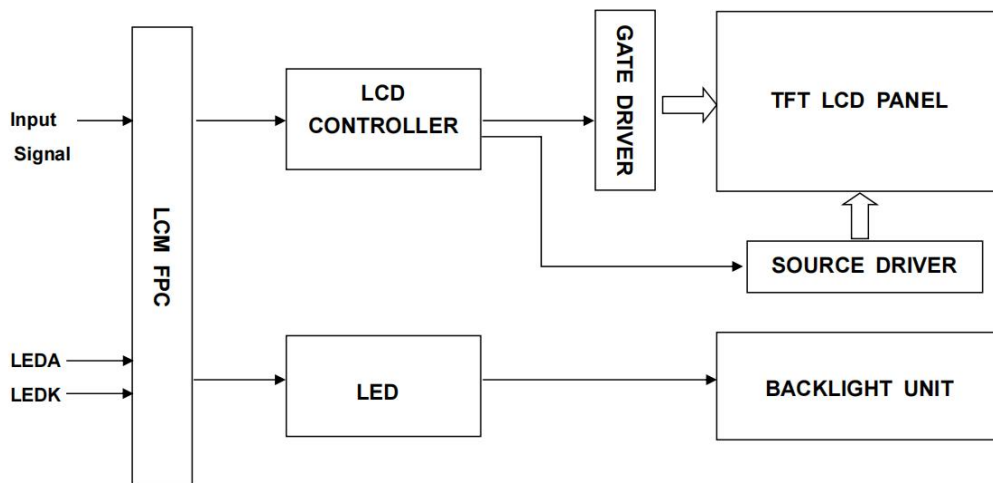 Input
Signal
LEDA
LEDK
LCM FPC
LCD
CONTROLLER
LED
GATE DRIVER
TFT LCD PANEL
SOURCE DRIVER
BACKLIGHT UNIT